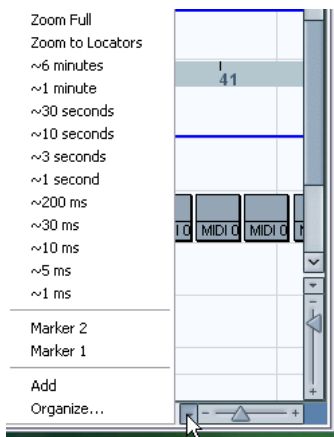 Zoom Full
Zoom to Locators
~6 minutes
~1 minute
~30 seconds
~10 seconds
~3 seconds
~1 second
~200 ms
~30 ms
~10 ms
~5 ms
~1 ms
Marker 2
Marker 1
Add
Organize...
41
MIDI 0 MIDI 0